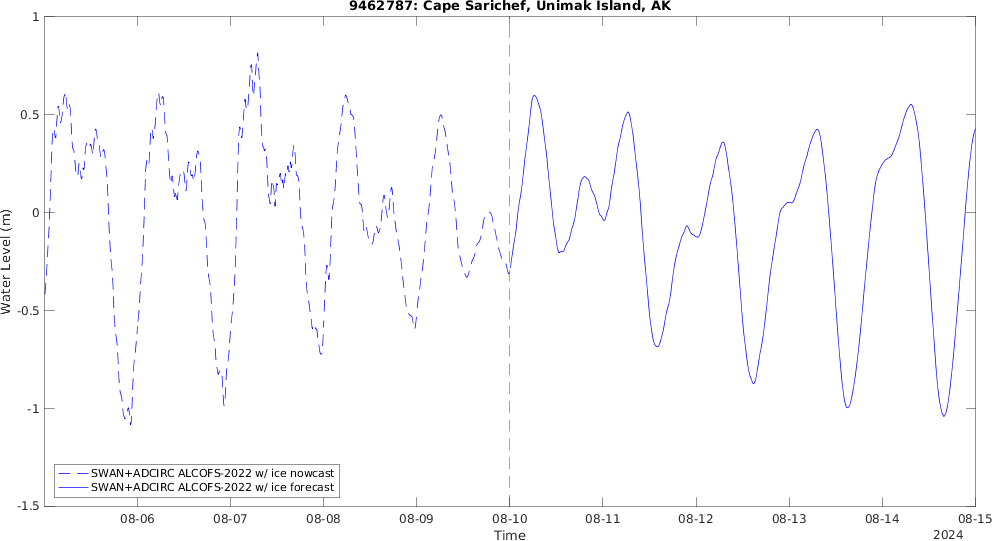 9462787: Cape Sarichef, Unimak Island, AK
1
0.5
0
-0.5
-1
-1.5
Water Level (m)
SWAN+ADCIRC ALCOFS-2022 w/ ice nowcast
SWAN+ADCIRC ALCOFS-2022 w/ ice forecast
08-06 08-07 08-08 08-09 08-10 08-11 08-12 08-13 08-14 08-15
Time
2024